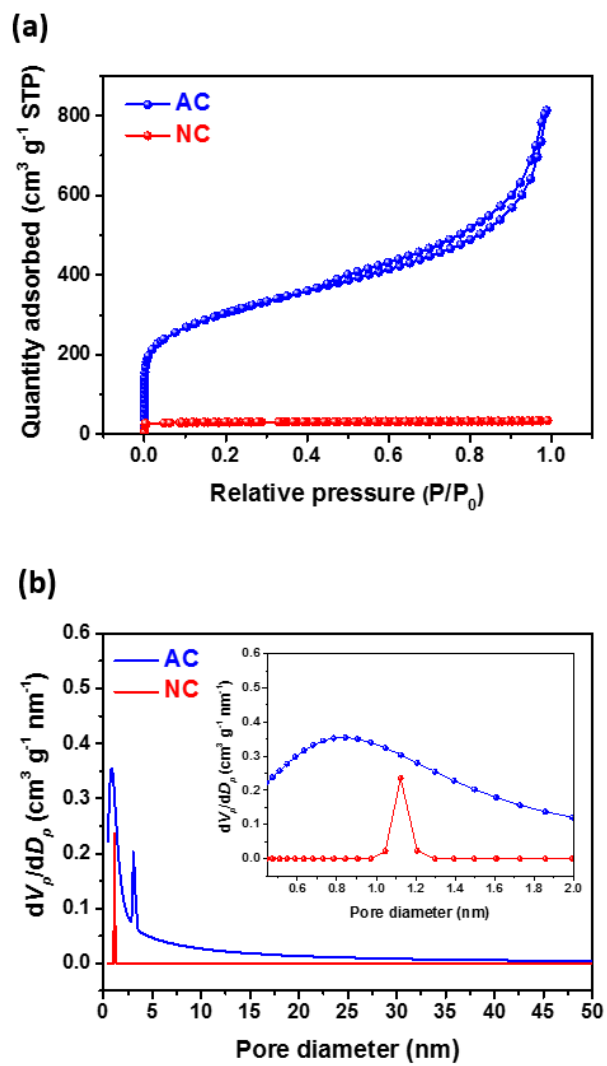 (a)
AC
NC
Quantity adsorbed (cm³ g⁻¹ STP)
800
600
400
200
0
0.0 0.2 0.4 0.6 0.8 1.0
Relative pressure (P/P₀)
(b)
AC
NC
dVₚ/dDₚ (cm³ g⁻¹ nm⁻¹)
0.6
0.5
0.4
0.3
0.2
0.1
0.0
0 5 10 15 20 25 30 35 40 45 50
Pore diameter (nm)
dVₚ/dDₚ (cm³ g⁻¹ nm⁻¹)
0.6
0.5
0.4
0.3
0.2
0.1
0.0
0.6 0.8 1.0 1.2 1.4 1.6 1.8 2.0
Pore diameter (nm)